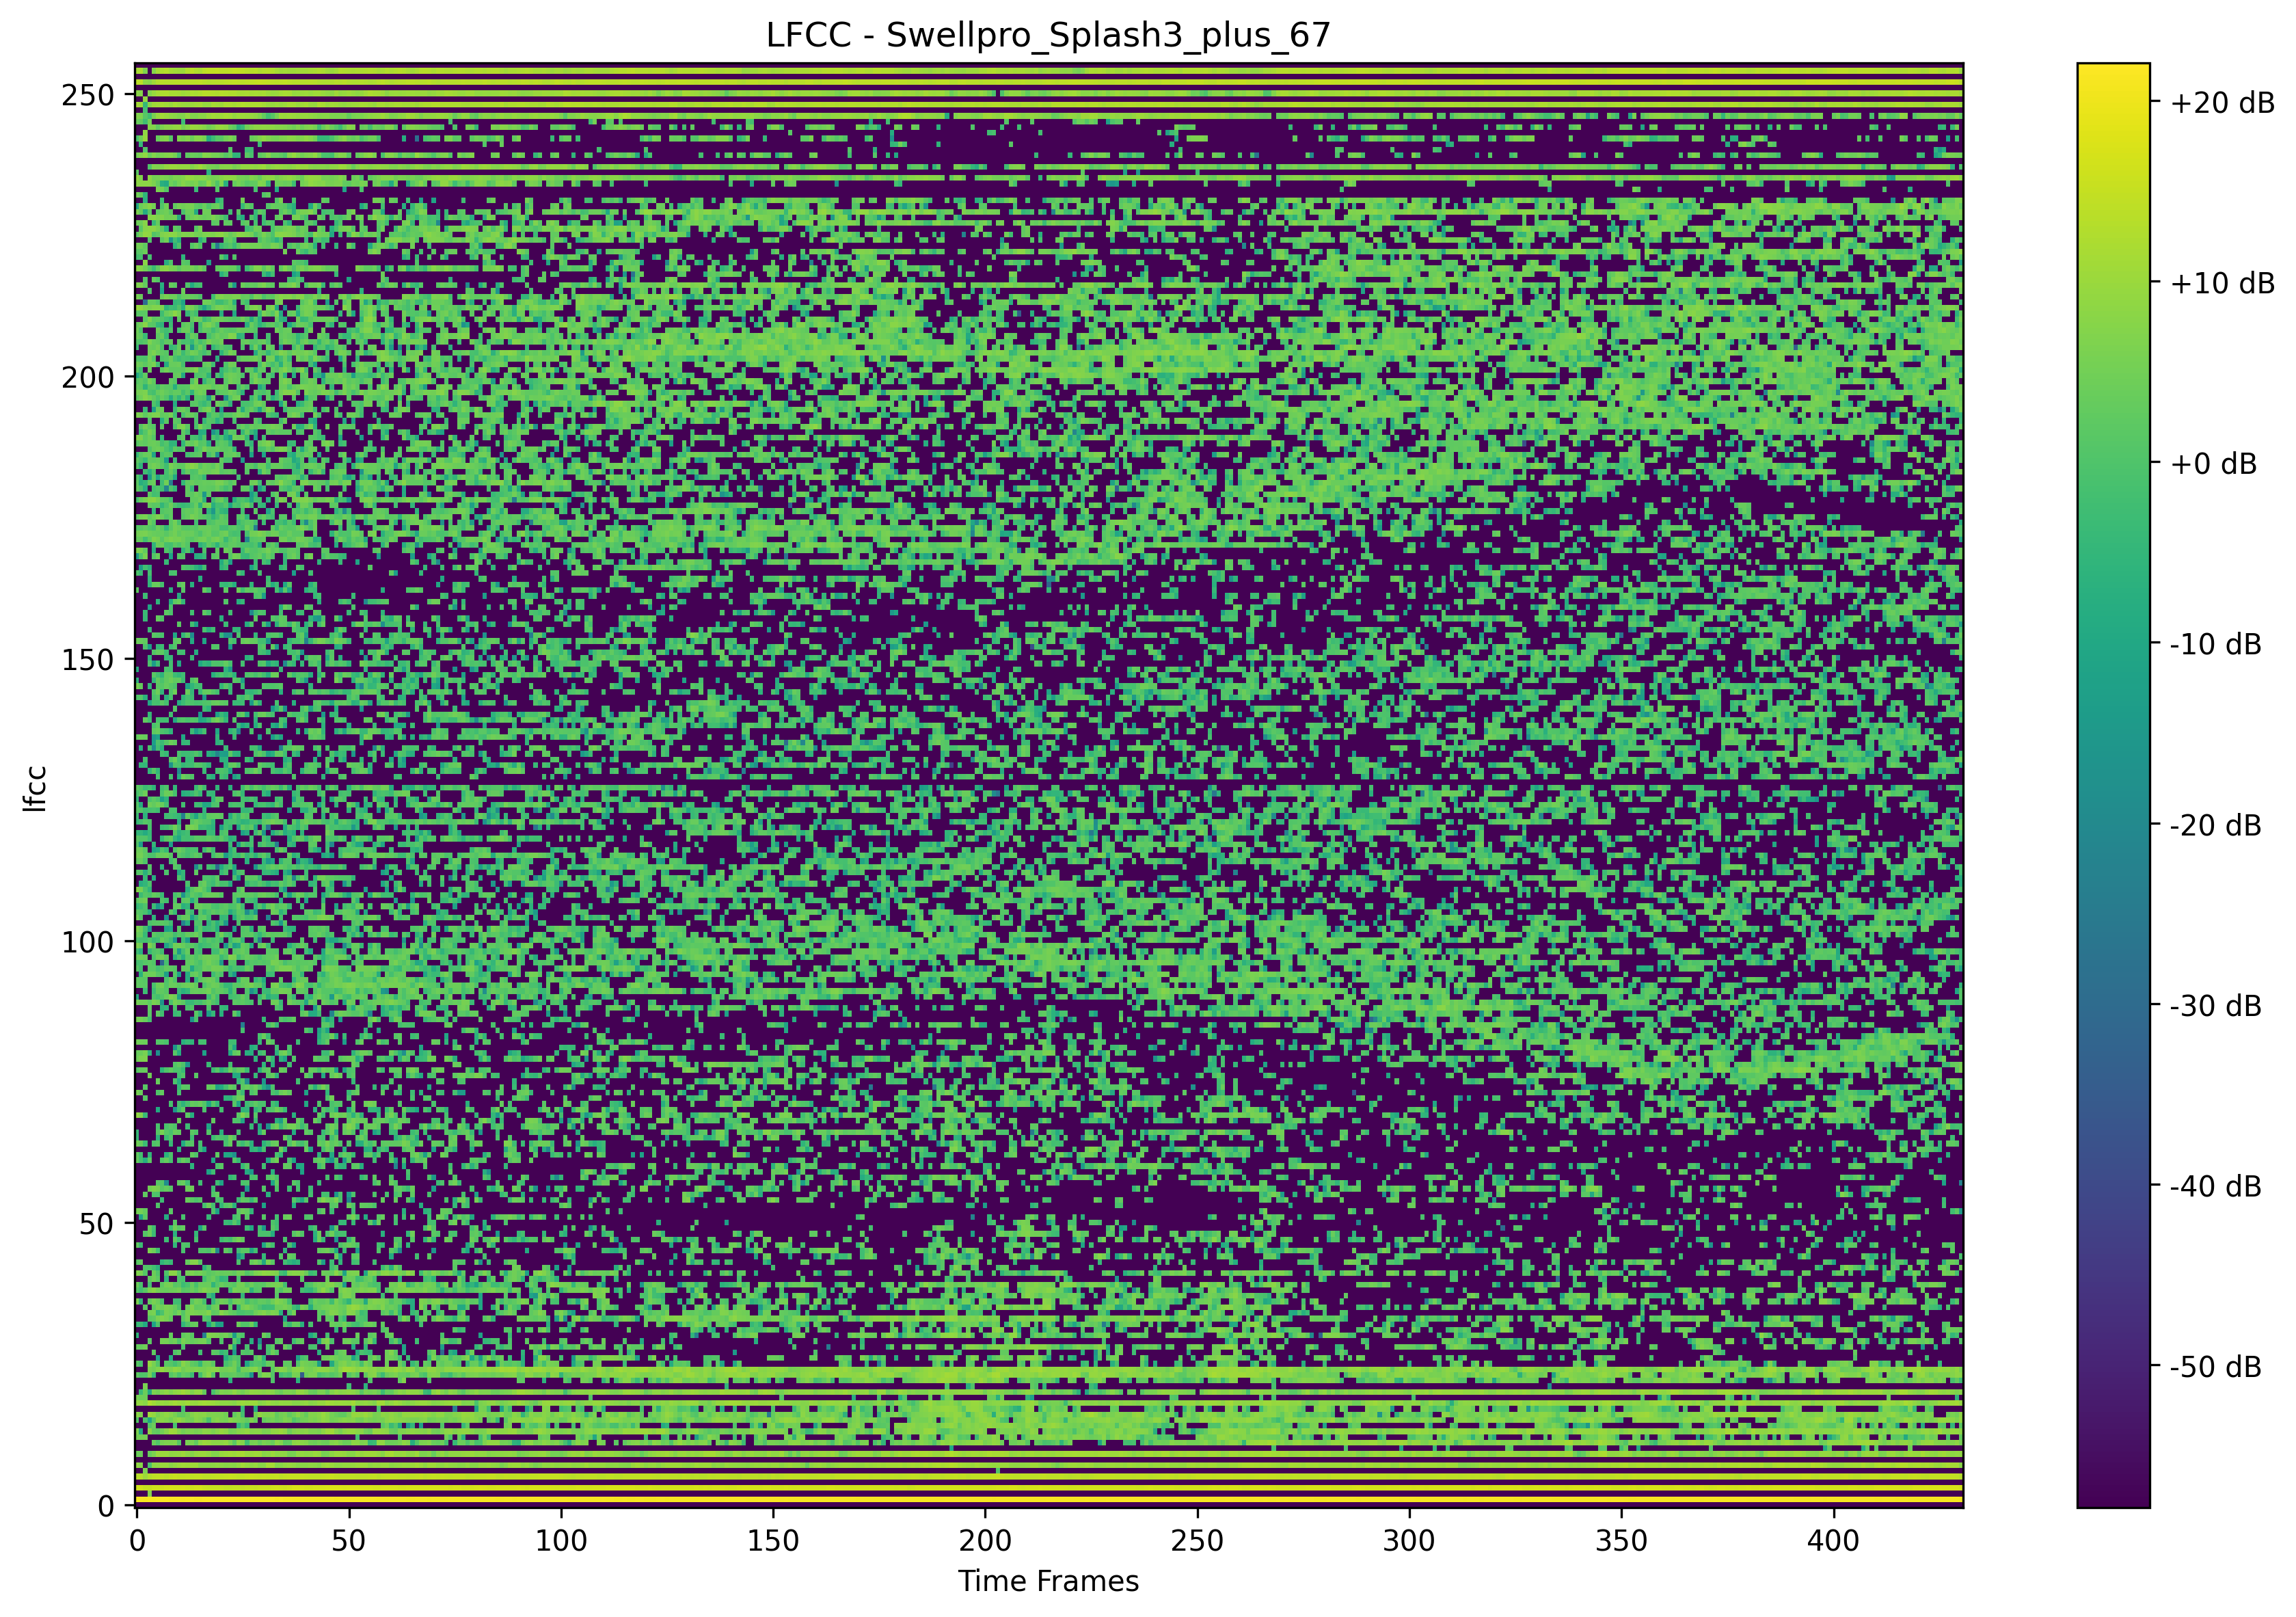 LFCC - Swellpro_Splash3_plus_67
lfcc
250
200
150
100
50
0
0 50 100 150 200 250 300 350 400
Time Frames
+20 dB
+10 dB
+0 dB
-10 dB
-20 dB
-30 dB
-40 dB
-50 dB